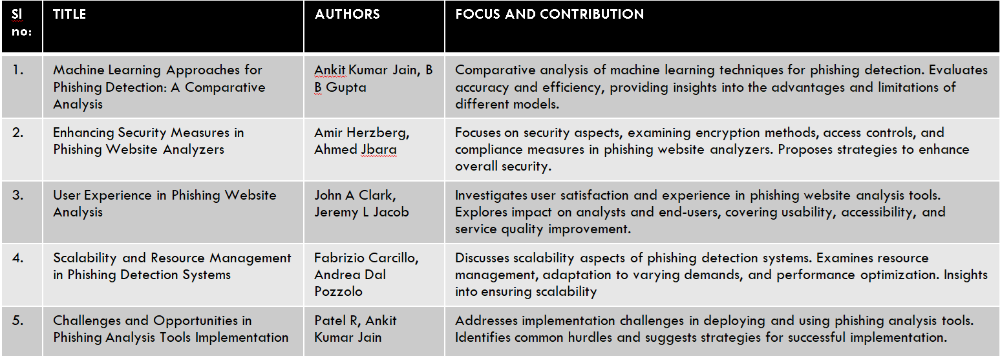 Sl no: TITLE AUTHORS FOCUS AND CONTRIBUTION
1. Machine Learning Approaches for Phishing Detection: A Comparative Analysis Ankit Kumar Jain, B B Gupta Comparative analysis of machine learning techniques for phishing detection. Evaluates accuracy and efficiency, providing insights into the advantages and limitations of different models.
2. Enhancing Security Measures in Phishing Website Analyzers Amir Herzberg, Ahmed Jbara Focuses on security aspects, examining encryption methods, access controls, and compliance measures in phishing website analyzers. Proposes strategies to enhance overall security.
3. User Experience in Phishing Website Analysis John A Clark, Jeremy L Jacob Investigates user satisfaction and experience in phishing website analysis tools. Explores impact on analysts and end-users, covering usability, accessibility, and service quality improvement.
4. Scalability and Resource Management in Phishing Detection Systems Fabrizio Carcillo, Andrea Dal Pozzolo Discusses scalability aspects of phishing detection systems. Examines resource management, adaptation to varying demands, and performance optimization. Insights into ensuring scalability
5. Challenges and Opportunities in Phishing Analysis Tools Implementation Patel R, Ankit Kumar Jain Addresses implementation challenges in deploying and using phishing analysis tools. Identifies common hurdles and suggests strategies for successful implementation.